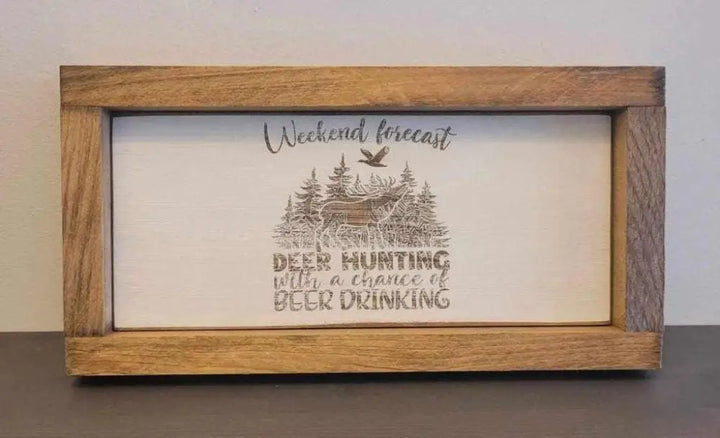 Weekend forecast
DEER HUNTING
with a chance of
BEER DRINKING